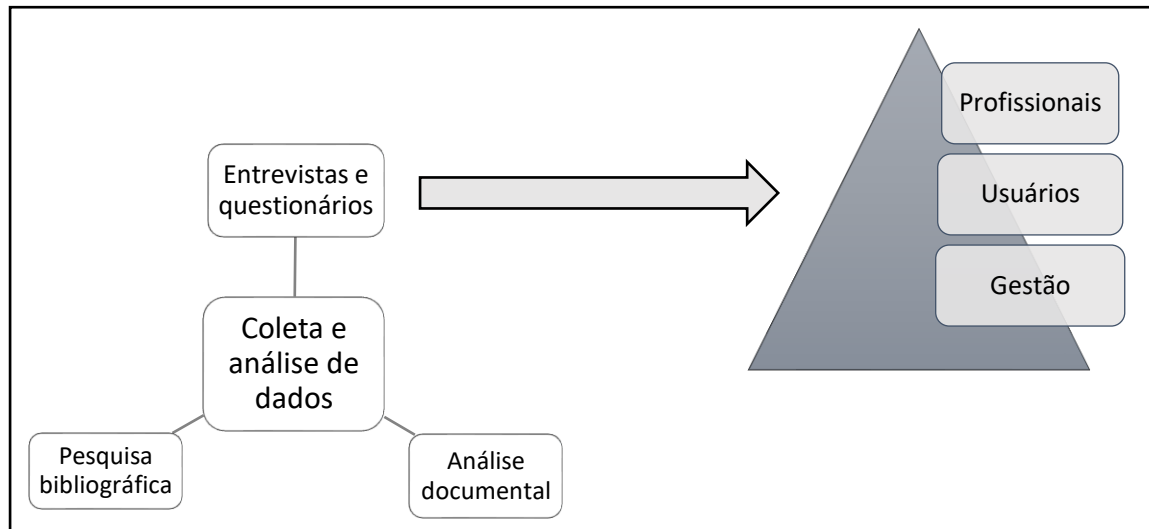 Entrevistas e
questionários
Coleta e
análise de
dados
Pesquisa
bibliográfica
Análise
documental
Profissionais
Usuários
Gestão